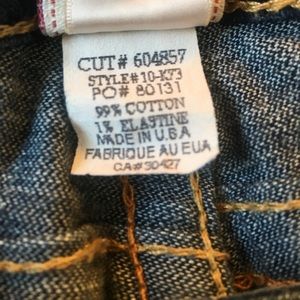 CUT# 604857
STYLE# 10-K73
PO# 80131
99% COTTON
1% ELASTINE
MADE IN U.S.A
FABRIQUE AU EUA
CA# 30427